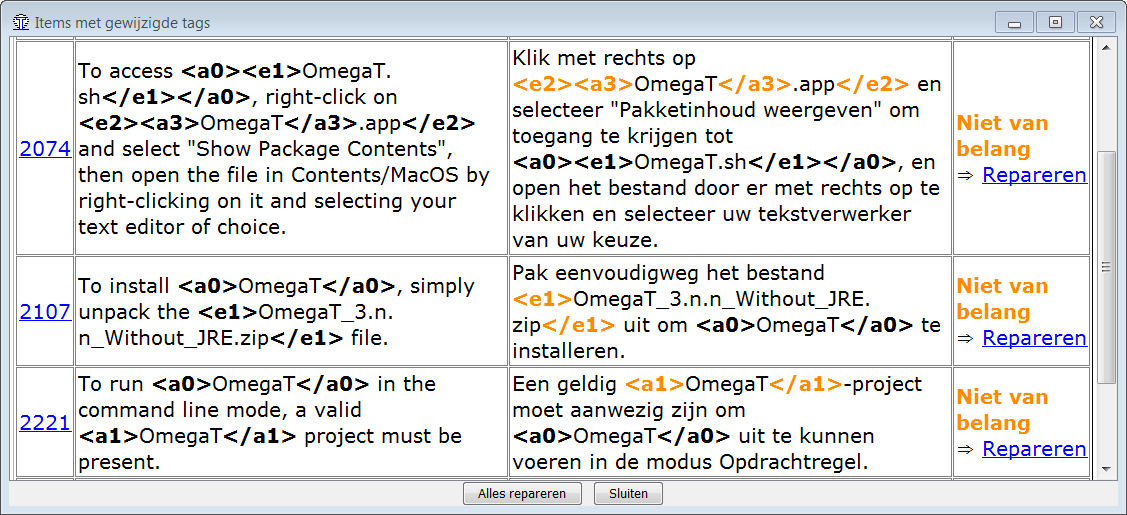 Items met gewijzigde tags
2074
To access <a0><e1>OmegaT.
sh</e1></a0>, right-click on
<e2><a3>OmegaT</a3>.app</e2>
and select "Show Package Contents",
then open the file in Contents/MacOS by
right-clicking on it and selecting your
text editor of choice.
Klik met rechts op
<e2><a3>OmegaT</a3>.app</e2> en
selecteer "Pakketinhoud weergeven" om
toegang te krijgen tot
<a0><e1>OmegaT.sh</e1></a0>, en
open het bestand door er met rechts op te
klikken en selecteer uw tekstverwerker
van uw keuze.
Niet van
belang
⇒ Repareren
2107
To install <a0>OmegaT</a0>, simply
unpack the <e1>OmegaT_3.n.
n_Without_JRE.zip</e1> file.
Pak eenvoudigweg het bestand
<e1>OmegaT_3.n.n_Without_JRE.
zip</e1> uit om <a0>OmegaT</a0> te
installeren.
Niet van
belang
⇒ Repareren
2221
To run <a0>OmegaT</a0> in the
command line mode, a valid
<a1>OmegaT</a1> project must be
present.
Een geldig <a1>OmegaT</a1>-project
moet aanwezig zijn om
<a0>OmegaT</a0> uit te kunnen
voeren in de modus Opdrachtregel.
Niet van
belang
⇒ Repareren
Alles repareren
Sluiten